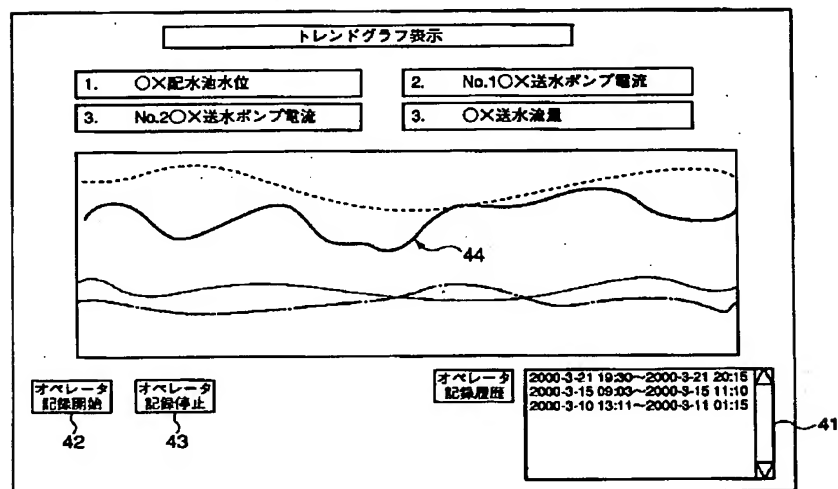 トレンドグラフ表示
1. ○×配水池水位
2. No.1○×送水ポンプ電流
3. No.2○×送水ポンプ電流
3. ○×送水流量
44
オペレータ
記録開始
オペレータ
記録停止
オペレータ
記録履歴
2000-3-21 19:30～2000-3-21 20:15
2000-3-15 09:03～2000-3-15 11:10
2000-3-10 13:11～2000-3-11 01:15
42
43
41